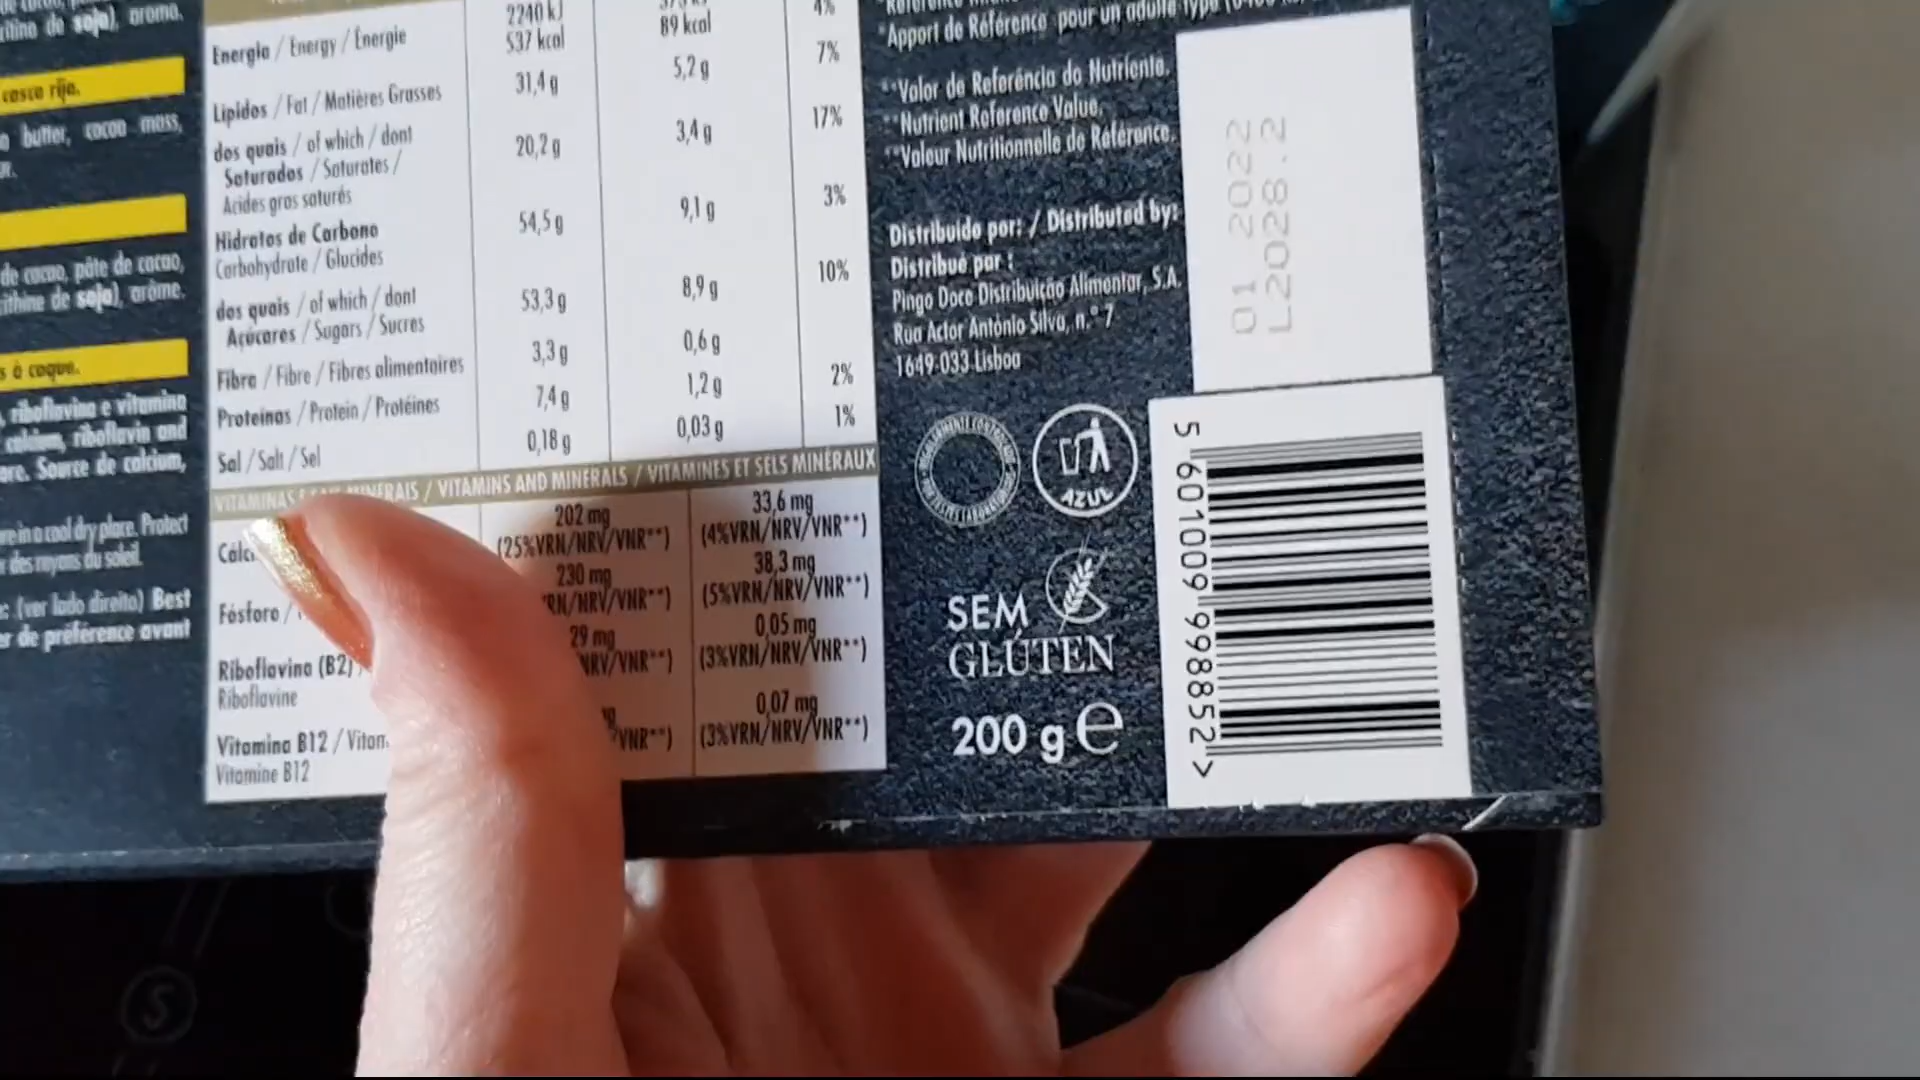 aroma.
casca rija.
butter, cocoa mass,
de cacao, pâte de cacao,
soja), arôme.
à coque.
riboflavina e vitamina
calcium, riboflavin and
Source de calcium,
in a cool dry place. Protect
des rayons du soleil.
(ver lado direito) Best
de préférence avant
Energia / Energy / Énergie
2240 kJ
537 kcal
89 kcal
4%
Lípidos / Fat / Matières Grasses
31,4 g
5,2 g
7%
dos quais / of which / dont
Saturados / Saturates /
Acides gras saturés
20,2 g
3,4 g
17%
Hidratos de Carbono
Carbohydrate / Glucides
54,5 g
9,1 g
3%
dos quais / of which / dont
Açúcares / Sugars / Sucres
53,3 g
8,9 g
10%
Fibra / Fibre / Fibres alimentaires
3,3 g
0,6 g
Proteínas / Protein / Protéines
7,4 g
1,2 g
2%
Sal / Salt / Sel
0,18 g
0,03 g
1%
VITAMINAS MINERAIS / VITAMINS AND MINERALS / VITAMINES ET SELS MINÉRAUX
202 mg
(25%VRN/NRV/VNR**)
33,6 mg
(4%VRN/NRV/VNR**)
Fósforo /
230 mg
RN/NRV/VNR**)
38,3 mg
(5%VRN/NRV/VNR**)
Riboflavina (B2)
Riboflavine
29 mg
NRV/VNR**)
0,05 mg
(3%VRN/NRV/VNR**)
Vitamina B12 /
Vitamine B12
VNR**)
0,07 mg
(3%VRN/NRV/VNR**)
*Apport de Référence pour un adulte type
**Valor de Referência do Nutriente.
**Nutrient Reference Value.
**Valeur Nutritionnelle de Référence.
Distribuído por: / Distributed by:
Distribué par :
Pingo Doce Distribuição Alimentar, S.A.
Rua Actor António Silva, n.º 7
1649-033 Lisboa
AZUL
SEM
GLÚTEN
200 g e
01 2022
L2028.2
5 601009 998852 >
S